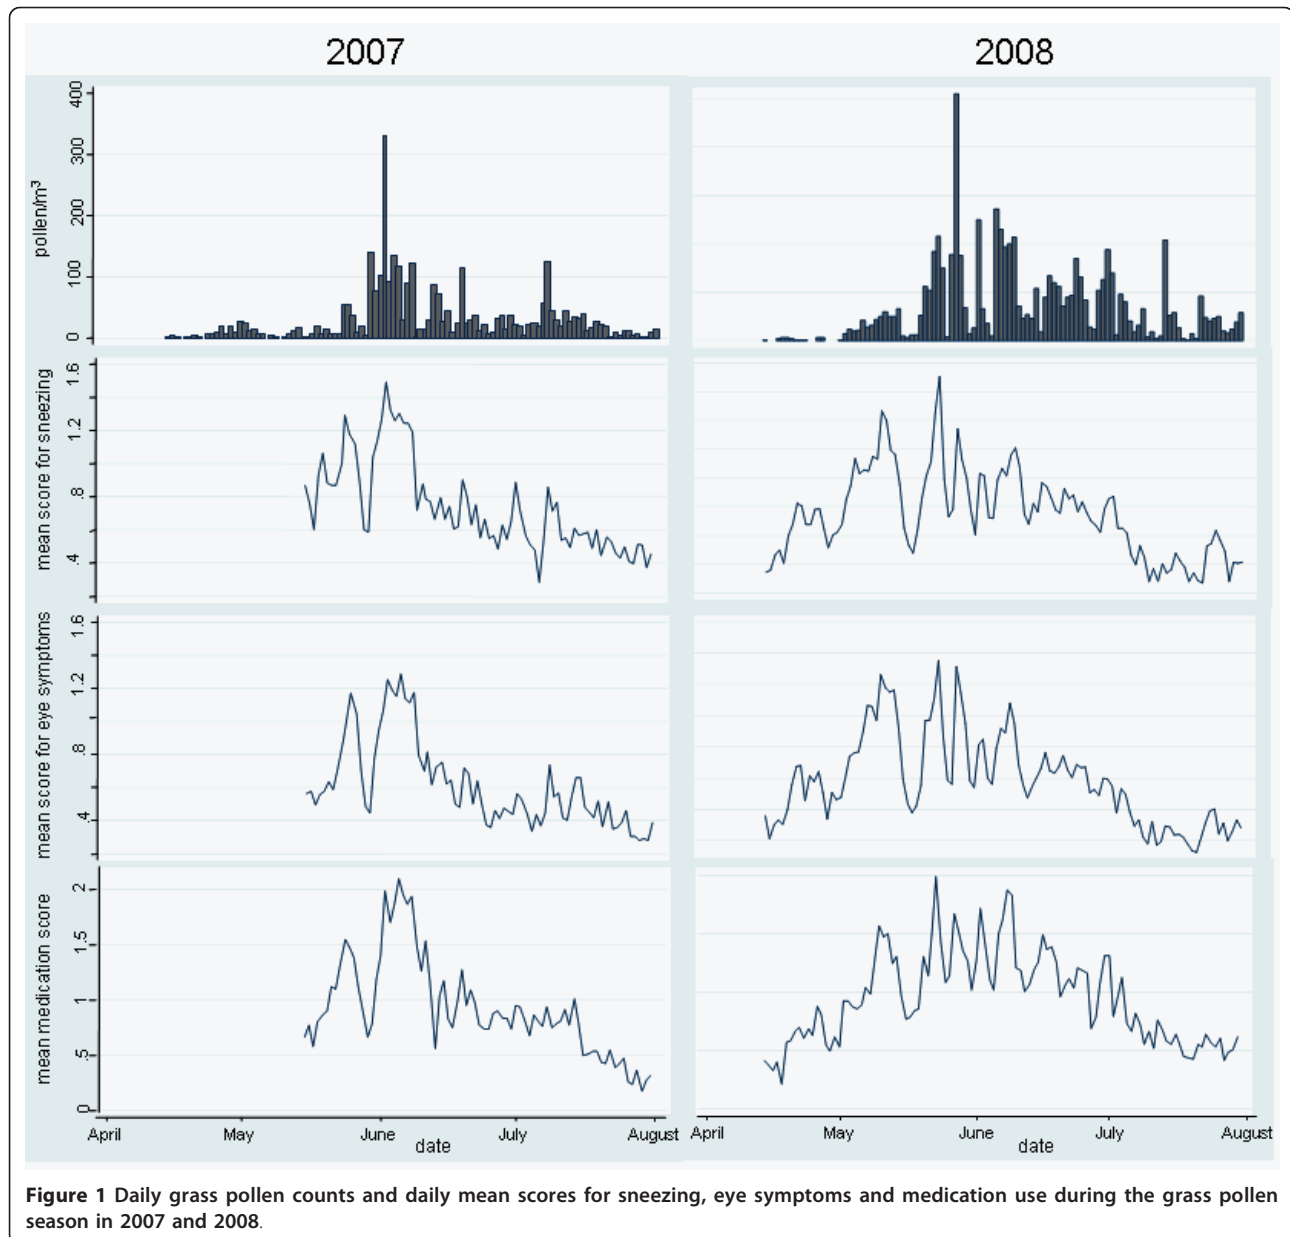 2007
2008
pollen/m³
400
300
200
100
0
mean score for sneezing
1.6
1.2
.8
.4
mean score for eye symptoms
1.6
1.2
.8
.4
mean medication score
2
1.5
1
.5
0
April May June July August
date
April May June July August
date
Figure 1 Daily grass pollen counts and daily mean scores for sneezing, eye symptoms and medication use during the grass pollen
season in 2007 and 2008.